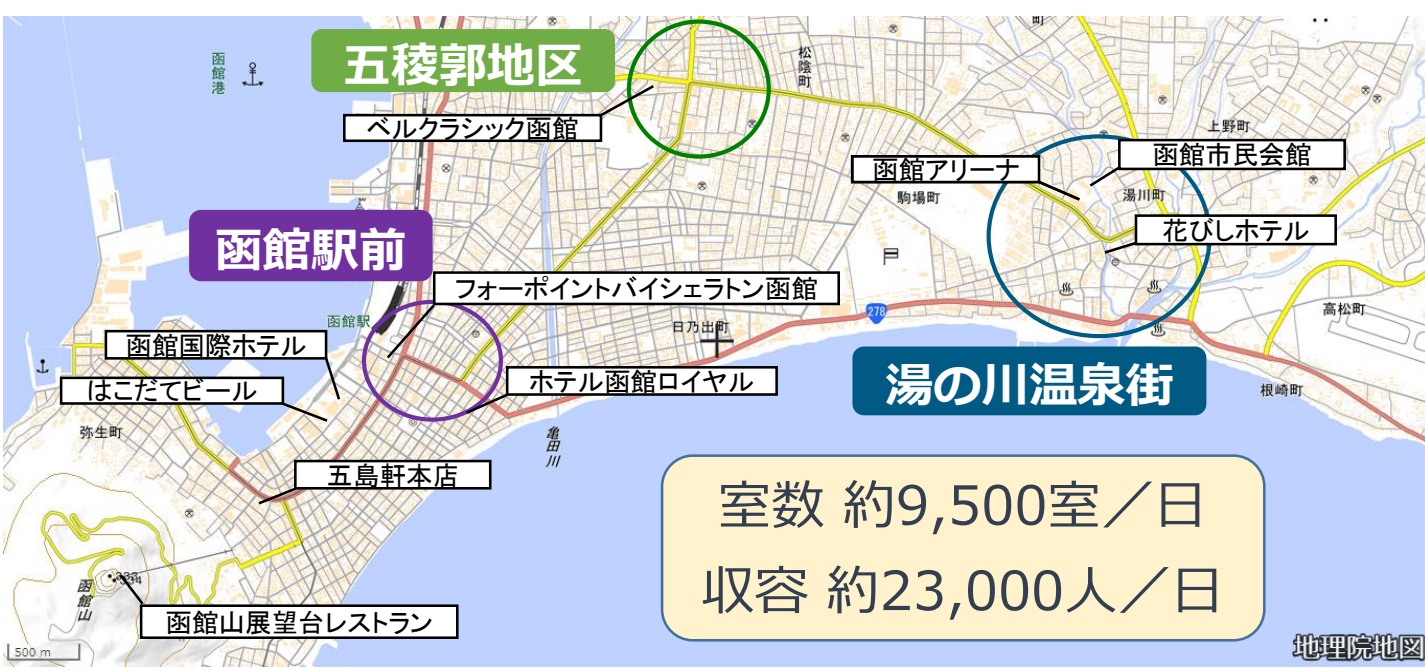 五稜郭地区
函館港
松陰町
町
ベルクラシック函館
上野町
函館市民会館
函館アリーナ
駒場町
湯川町
花びしホテル
函館駅前
フォーポイントバイシェラトン函館
函館駅
278
日乃出町
高松町
函館国際ホテル
はこだてビール
ホテル函館ロイヤル
湯の川温泉街
根崎町
弥生町
亀田川
五島軒本店
室数 約9,500室／日
収容 約23,000人／日
函館山
函館山展望台レストラン
500 m
地理院地図